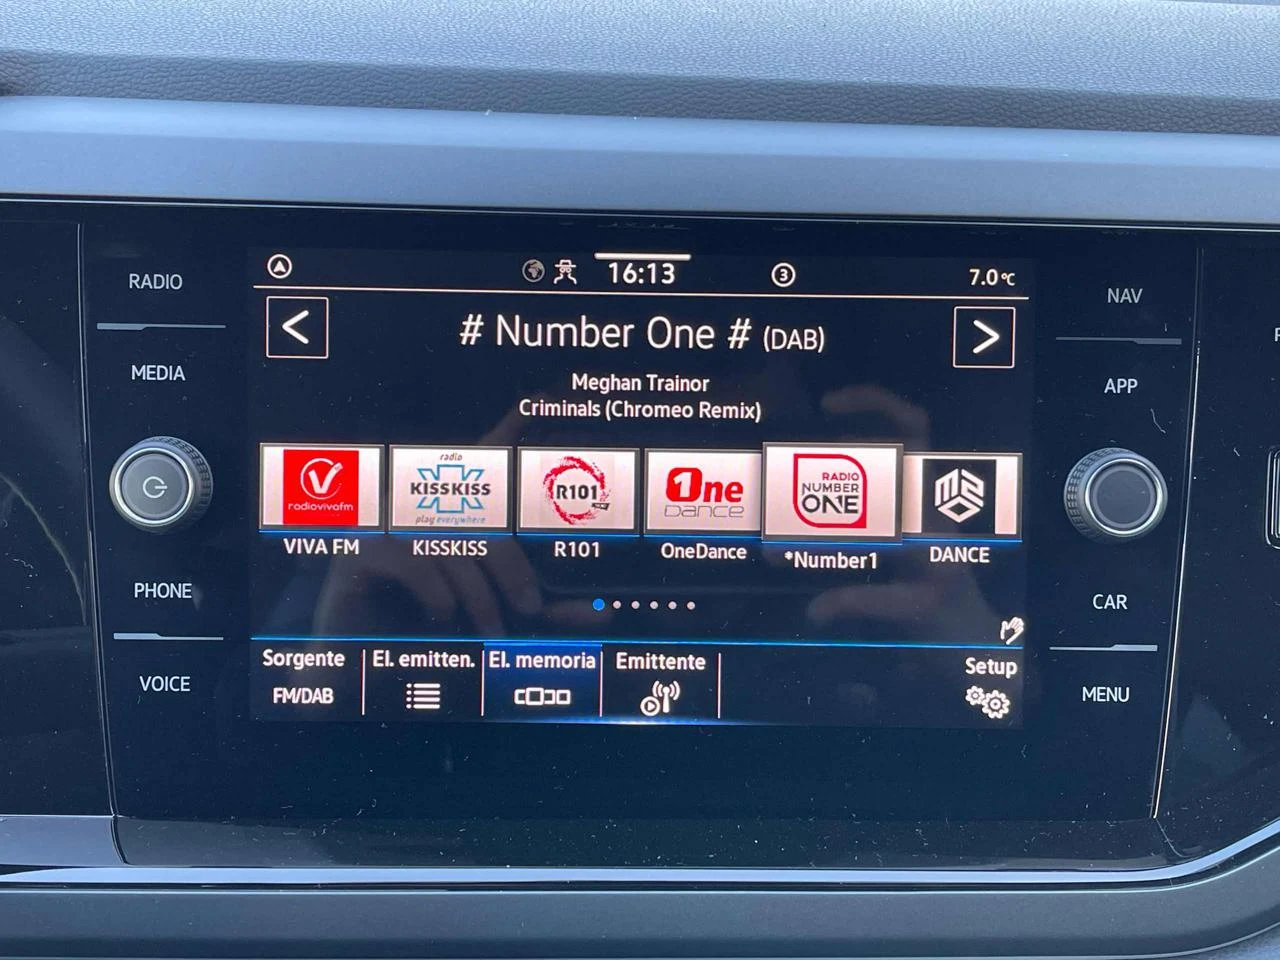 RADIO
MEDIA
PHONE
VOICE
16:13
3
7.0°C
<
# Number One # (DAB)
>
Meghan Trainor
Criminals (Chromeo Remix)
radiovivafm
radio
KISSKISS
play everywhere
R101
One
DANCE
RADIO
NUMBER
ONE
VIVA FM
KISSKISS
R101
OneDance
*Number1
DANCE
Sorgente
FM/DAB
El. emitten.
El. memoria
Emittente
Setup
NAV
APP
CAR
MENU